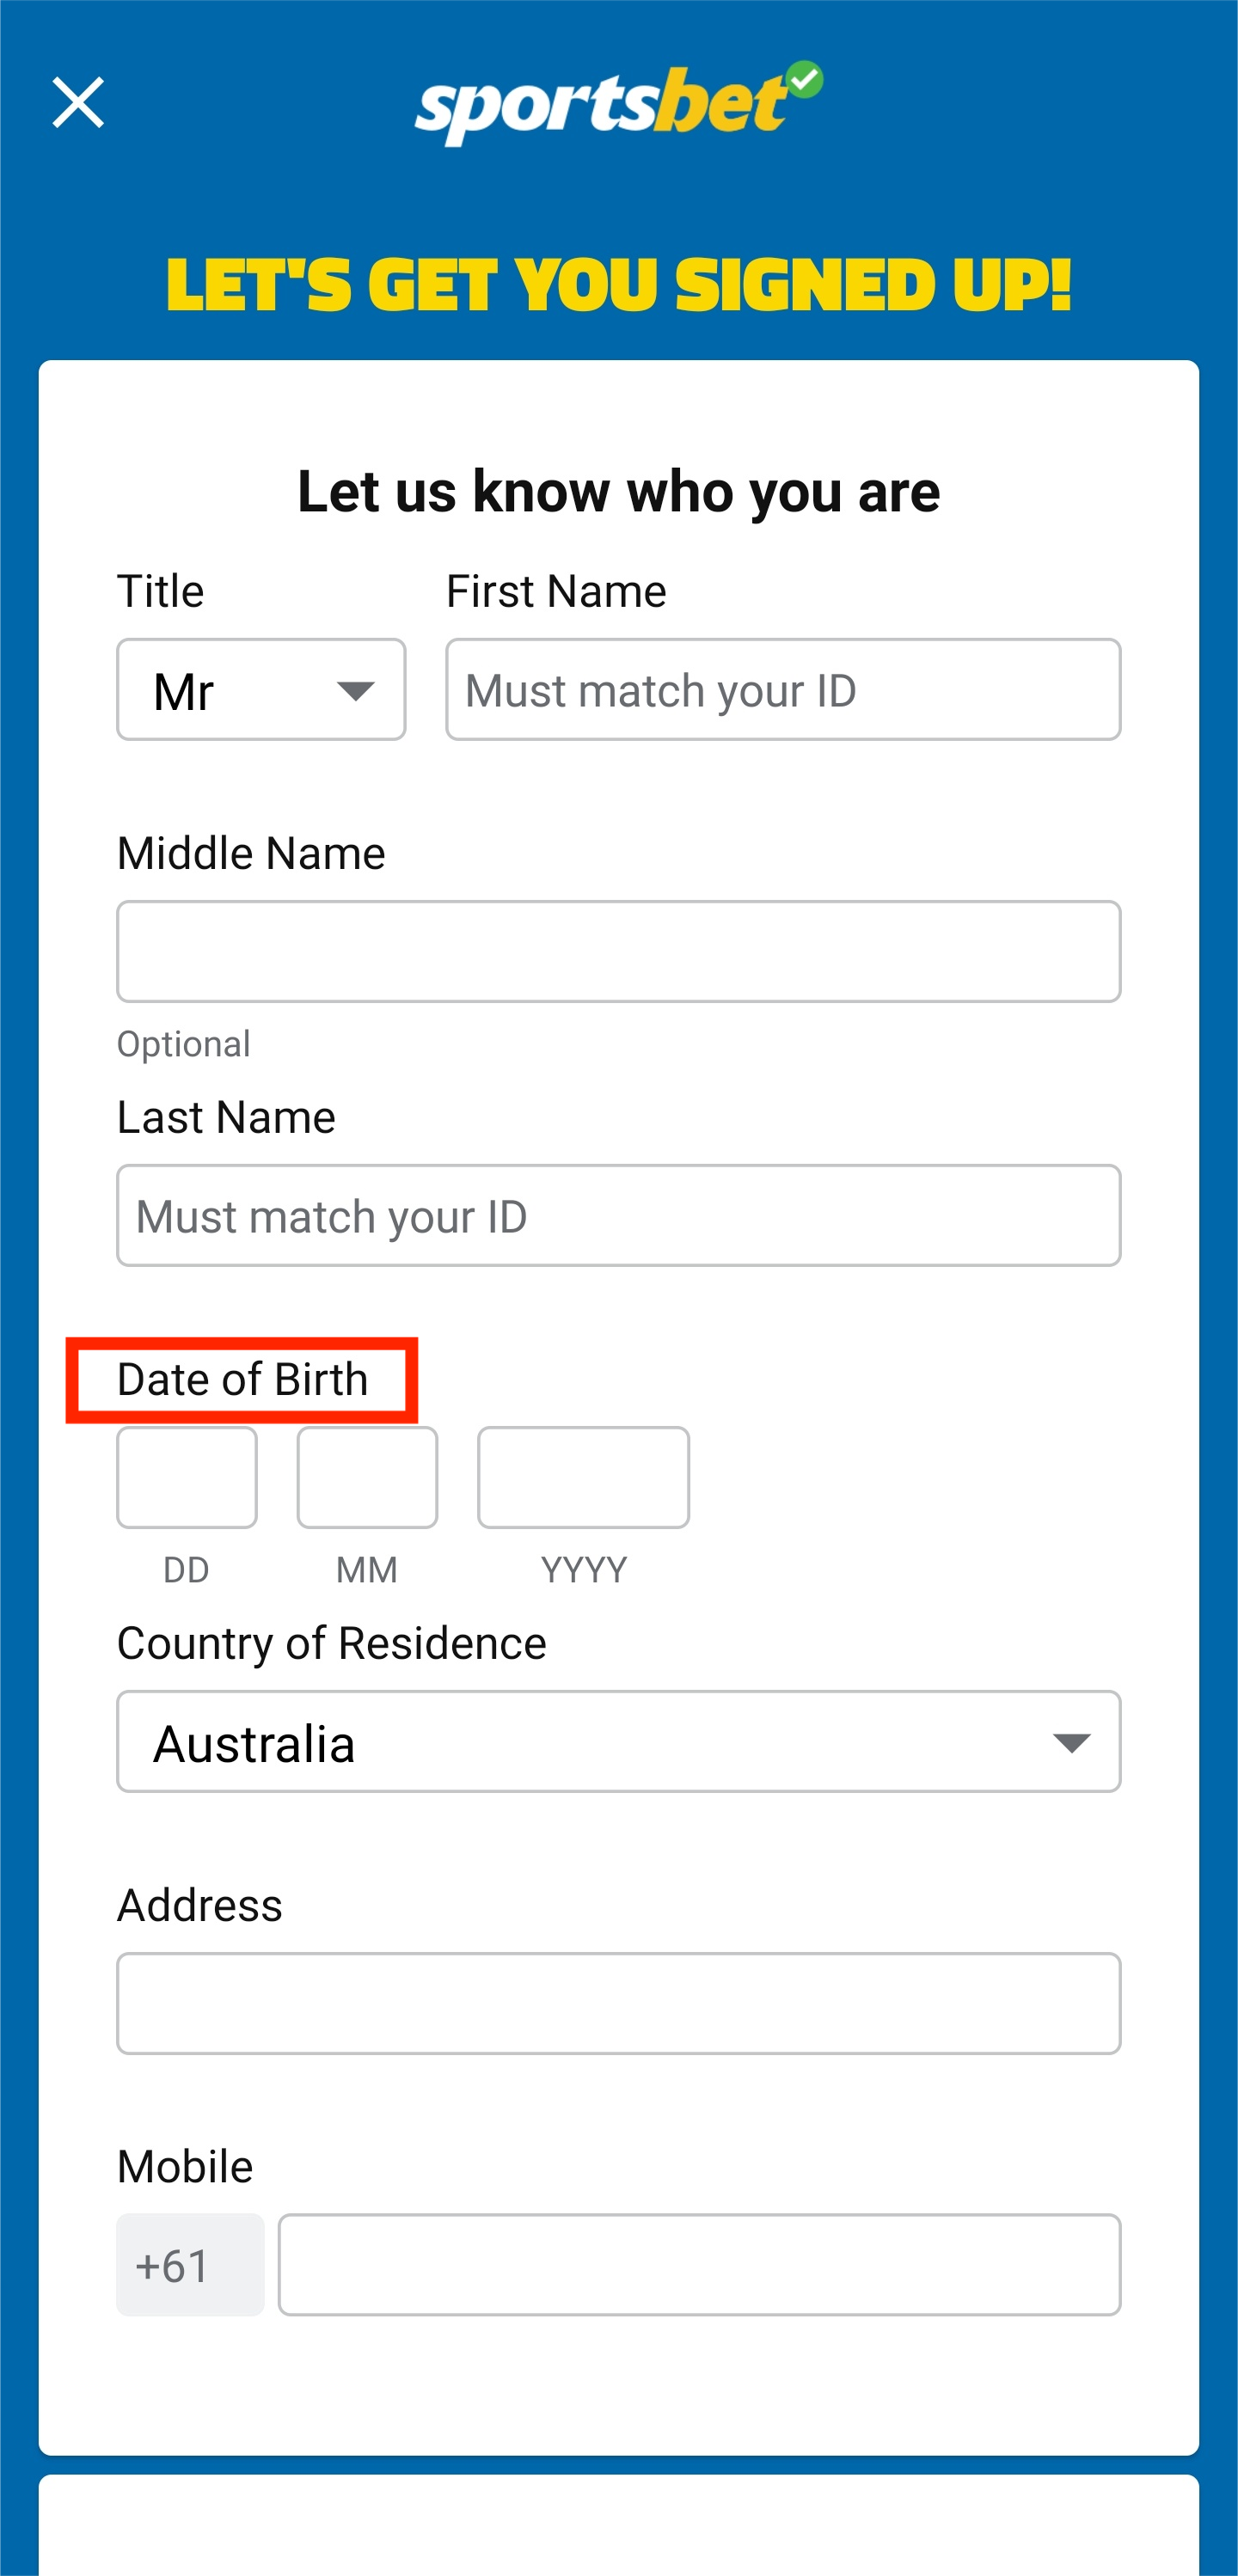 sportsbet
LET'S GET YOU SIGNED UP!
Let us know who you are
Title First Name
Mr Must match your ID
Middle Name
Optional
Last Name
Must match your ID
Date of Birth
DD MM YYYY
Country of Residence
Australia
Address
Mobile
+61